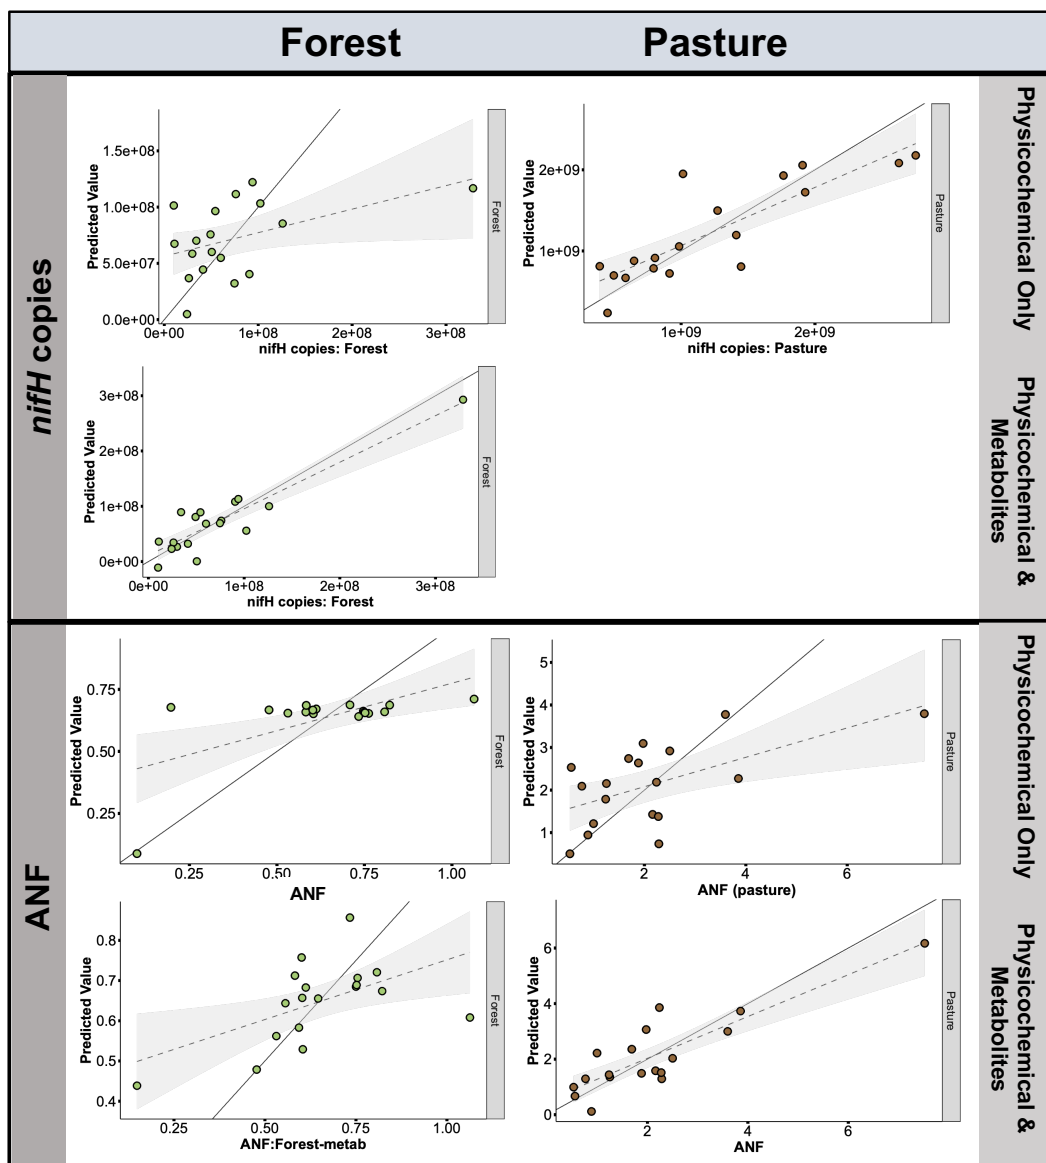 Forest Pasture
nifH copies
Physicochemical Only
Predicted Value
1.5e+08
1.0e+08
5.0e+07
0.0e+00
0e+00 1e+08 2e+08 3e+08
nifH copies: Forest
Forest
Predicted Value
2e+09
1e+09
1e+09 2e+09
nifH copies: Pasture
Pasture
Physicochemical &
Metabolites
Predicted Value
3e+08
2e+08
1e+08
0e+00
0e+00 1e+08 2e+08 3e+08
nifH copies: Forest
Forest
ANF
Physicochemical Only
Predicted Value
0.75
0.50
0.25
0.25 0.50 0.75 1.00
ANF
Forest
Predicted Value
5
4
3
2
1
2 4 6
ANF (pasture)
Pasture
Physicochemical &
Metabolites
Predicted Value
0.8
0.7
0.6
0.5
0.4
0.25 0.50 0.75 1.00
ANF:Forest-metab
Forest
Predicted Value
6
4
2
0
2 4 6
ANF
Pasture